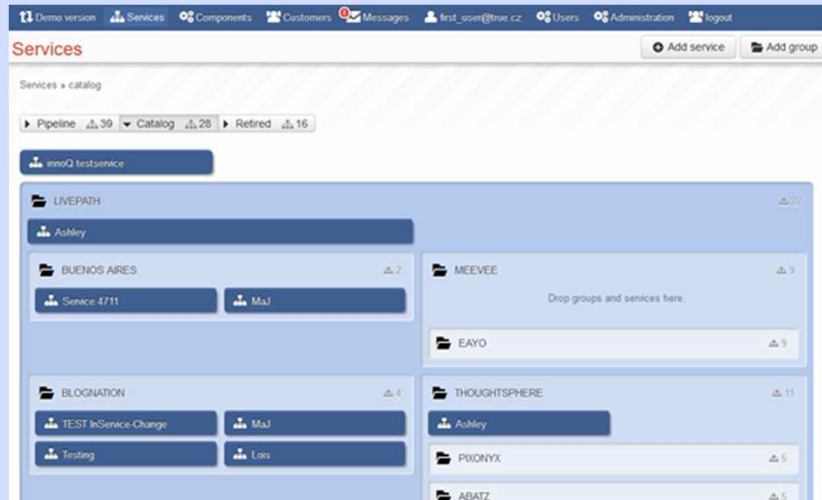 Demo version Services Components Customers 9 Messages first_user@true.cz Users Administration logout
Services Add service Add group
Services » catalog
Pipeline 39 Catalog 28 Retired 16
innoQ testservice
LIVEPATH 27
Ashley
BUENOS AIRES 2 MEEVEE 9
Service 4711 MaJ Drop groups and services here.
EAYO 9
BLOGNATION 4 THOUGHTSPHERE 11
TEST InService-Change MaJ Ashley
Testing Lois PIXONYX 5
ABATZ 5